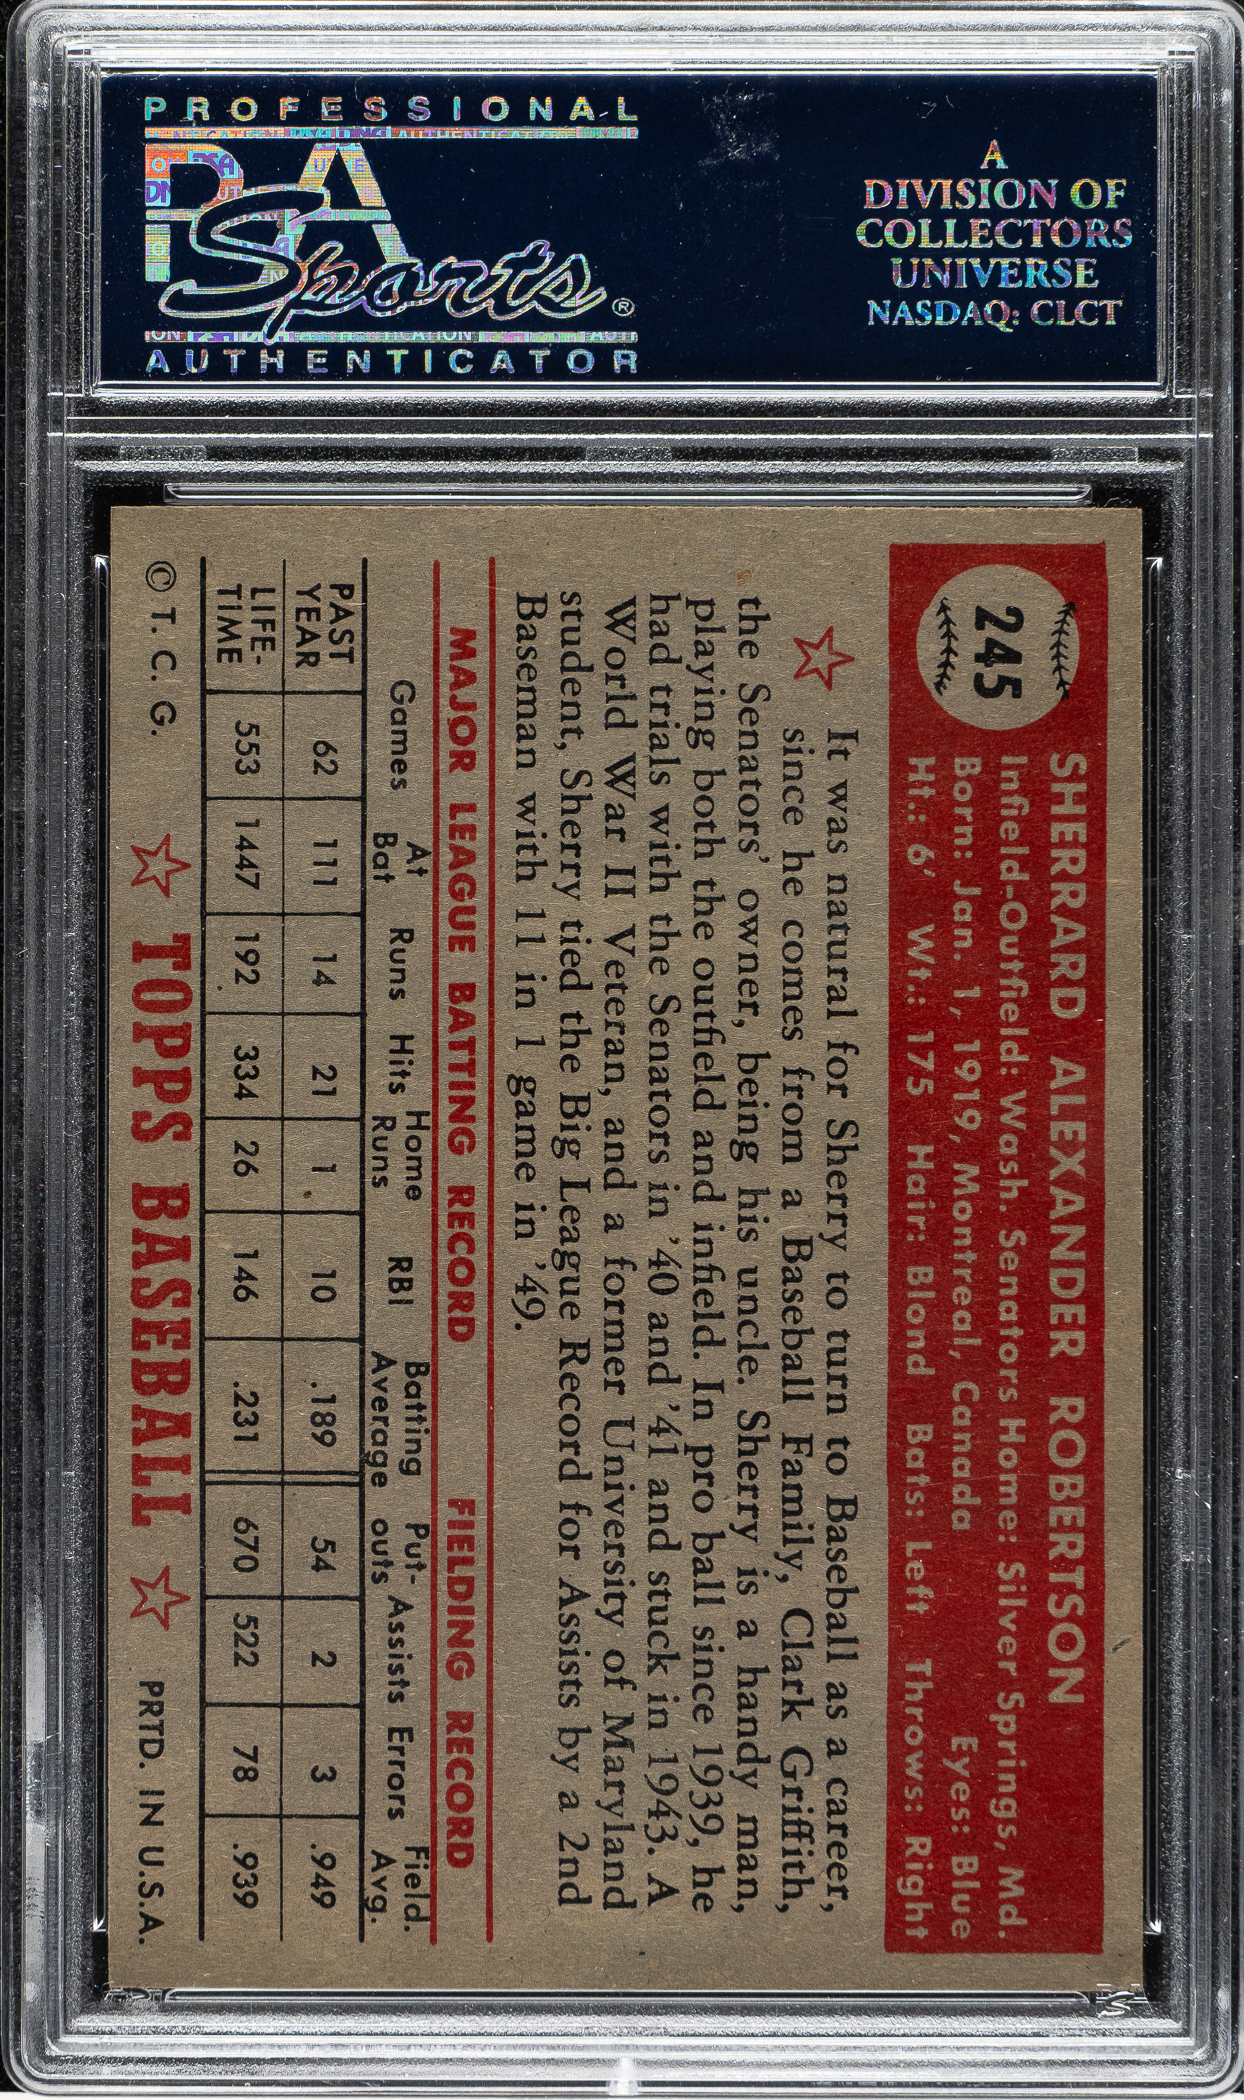 PROFESSIONAL
PSA
Sports®
AUTHENTICATOR
A
DIVISION OF
COLLECTORS
UNIVERSE
NASDAQ: CLCT
245
SHERRARD ALEXANDER ROBERTSON
Infield-Outfield: Wash. Senators Home: Silver Springs, Md.
Born: Jan. 1, 1919, Montreal, Canada Eyes: Blue
Ht.: 6' Wt.: 175 Hair: Blond Bats: Left Throws: Right
It was natural for Sherry to turn to Baseball as a career,
since he comes from a Baseball Family, Clark Griffith,
the Senators' owner, being his uncle. Sherry is a handy man,
playing both the outfield and infield. In pro ball since 1939, he
had trials with the Senators in '40 and '41 and stuck in 1943. A
World War II Veteran, and a former University of Maryland
student, Sherry tied the Big League Record for Assists by a 2nd
Baseman with 11 in 1 game in '49.
MAJOR LEAGUE BATTING RECORD FIELDING RECORD
Games At Bat Runs Hits Home Runs RBI Batting Average Put-outs Assists Errors Field. Avg.
PAST YEAR 62 111 14 21 1 10 .189 54 2 3 .949
LIFE-TIME 553 1447 192 334 26 146 .231 670 522 78 .939
© T. C. G. TOPPS BASEBALL PRTD. IN U.S.A.